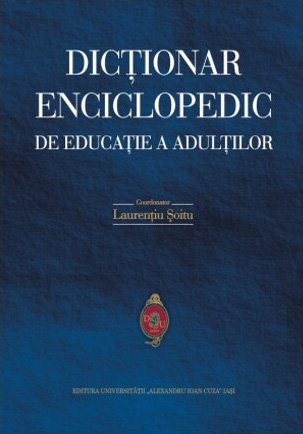 DICȚIONAR
ENCICLOPEDIC
DE EDUCAȚIE A ADULȚILOR
Coordonator
Laurențiu Șoitu
EDITURA UNIVERSITĂȚII „ALEXANDRU IOAN CUZA” IAȘI